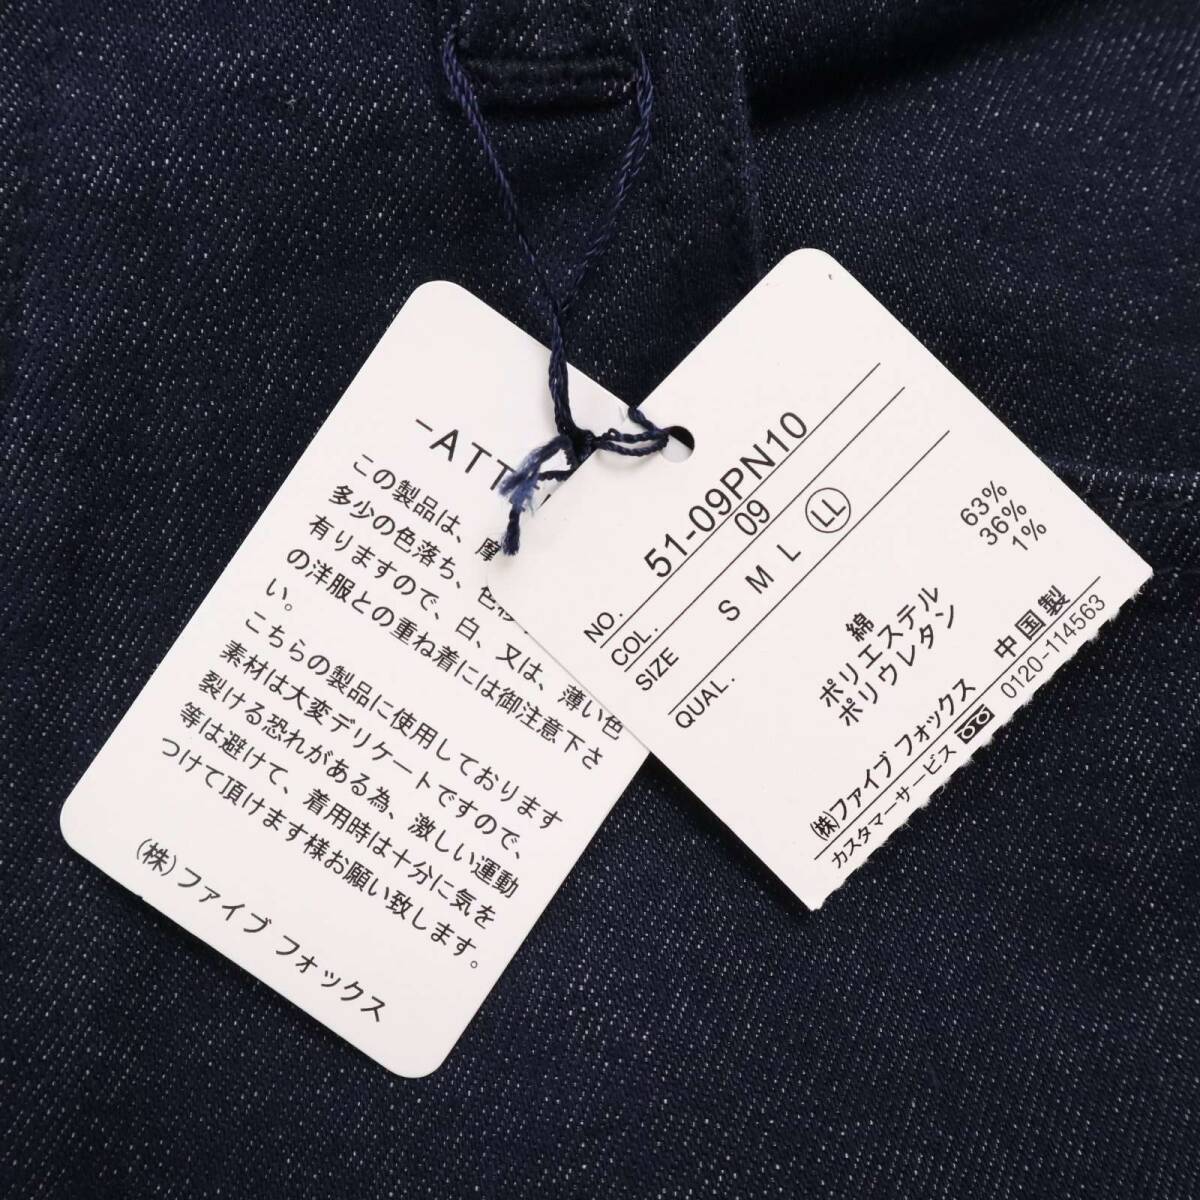 -ATT
この製品は、摩
多少の色落ち、色移
有りますので、白、又は、薄い色
の洋服との重ね着には御注意下さ
い。
こちらの製品に使用しております
素材は大変デリケートですので、
裂ける恐れがある為、激しい運動
等は避けて、着用時は十分に気を
つけて頂けます様お願い致します。
(株)ファイブ フォックス
NO. 51-09PN10
COL. 09
SIZE S M L LL
QUAL.
綿 63%
ポリエステル 36%
ポリウレタン 1%
中国製
(株)ファイブ フォックス
カスタマーサービス 0120-114563